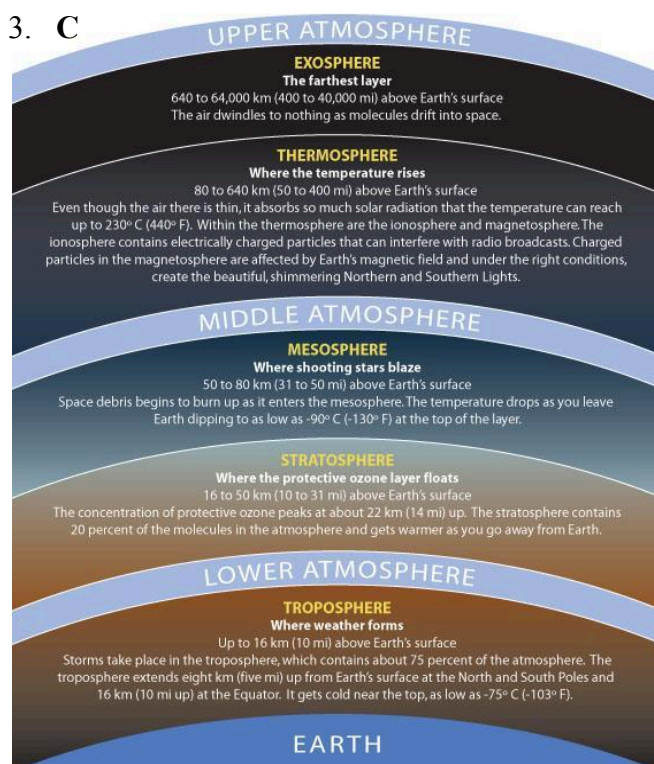 3. C
UPPER ATMOSPHERE
EXOSPHERE
The farthest layer
640 to 64,000 km (400 to 40,000 mi) above Earth's surface
The air dwindles to nothing as molecules drift into space.
THERMOSPHERE
Where the temperature rises
80 to 640 km (50 to 400 mi) above Earth's surface
Even though the air there is thin, it absorbs so much solar radiation that the temperature can reach
up to 230º C (440º F). Within the thermosphere are the ionosphere and magnetosphere. The
ionosphere contains electrically charged particles that can interfere with radio broadcasts. Charged
particles in the magnetosphere are affected by Earth's magnetic field and under the right conditions,
create the beautiful, shimmering Northern and Southern Lights.
MIDDLE ATMOSPHERE
MESOSPHERE
Where shooting stars blaze
50 to 80 km (31 to 50 mi) above Earth's surface
Space debris begins to burn up as it enters the mesosphere. The temperature drops as you leave
Earth dipping to as low as -90º C (-130º F) at the top of the layer.
STRATOSPHERE
Where the protective ozone layer floats
16 to 50 km (10 to 31 mi) above Earth's surface
The concentration of protective ozone peaks at about 22 km (14 mi) up. The stratosphere contains
20 percent of the molecules in the atmosphere and gets warmer as you go away from Earth.
LOWER ATMOSPHERE
TROPOSPHERE
Where weather forms
Up to 16 km (10 mi) above Earth's surface
Storms take place in the troposphere, which contains about 75 percent of the atmosphere. The
troposphere extends eight km (five mi) up from Earth's surface at the North and South Poles and
16 km (10 mi up) at the Equator. It gets cold near the top, as low as -75º C (-103º F).
EARTH